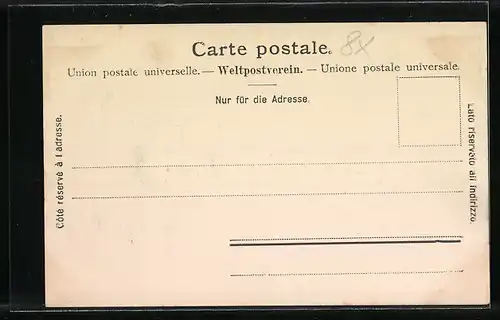 Carte postale. 8x
Union postale universelle. — Weltpostverein. — Unione postale universale.
Nur für die Adresse.
Côté réservé à l'adresse.
Lato riservato all'indirizzo.